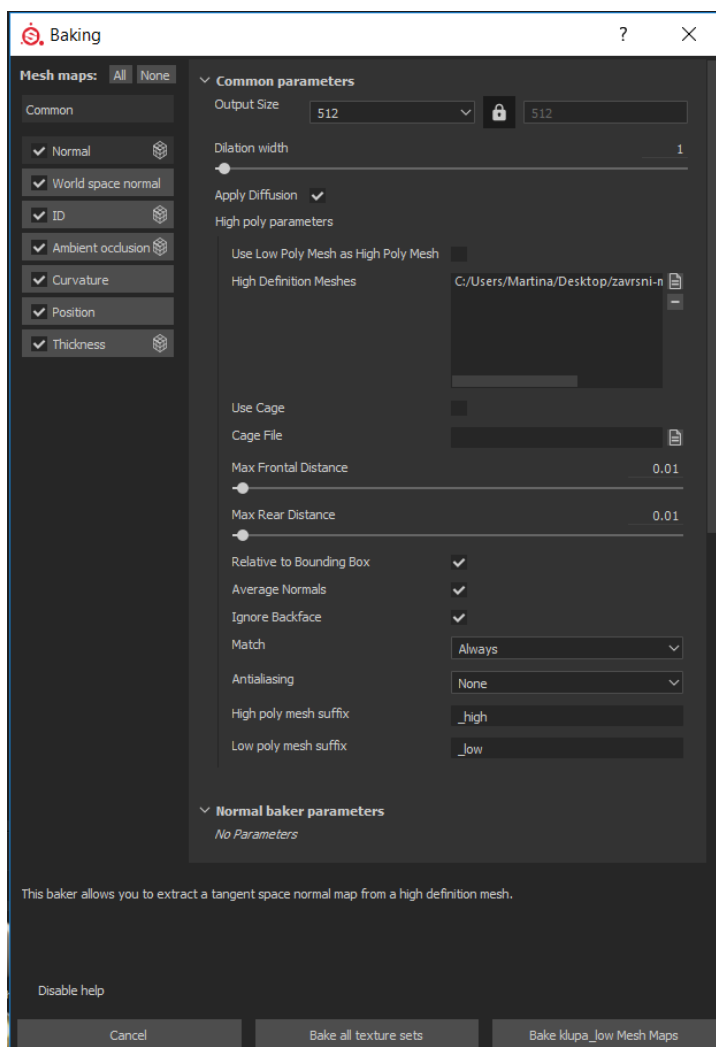 Baking
?
Mesh maps: All None
Common
Normal
World space normal
ID
Ambient occlusion
Curvature
Position
Thickness
Common parameters
Output Size 512 512
Dilation width 1
Apply Diffusion
High poly parameters
Use Low Poly Mesh as High Poly Mesh
High Definition Meshes C:/Users/Martina/Desktop/zavrsni-m
Use Cage
Cage File
Max Frontal Distance 0.01
Max Rear Distance 0.01
Relative to Bounding Box
Average Normals
Ignore Backface
Match Always
Antialiasing None
High poly mesh suffix _high
Low poly mesh suffix _low
Normal baker parameters
No Parameters
This baker allows you to extract a tangent space normal map from a high definition mesh.
Disable help
Cancel Bake all texture sets Bake klupa_low Mesh Maps